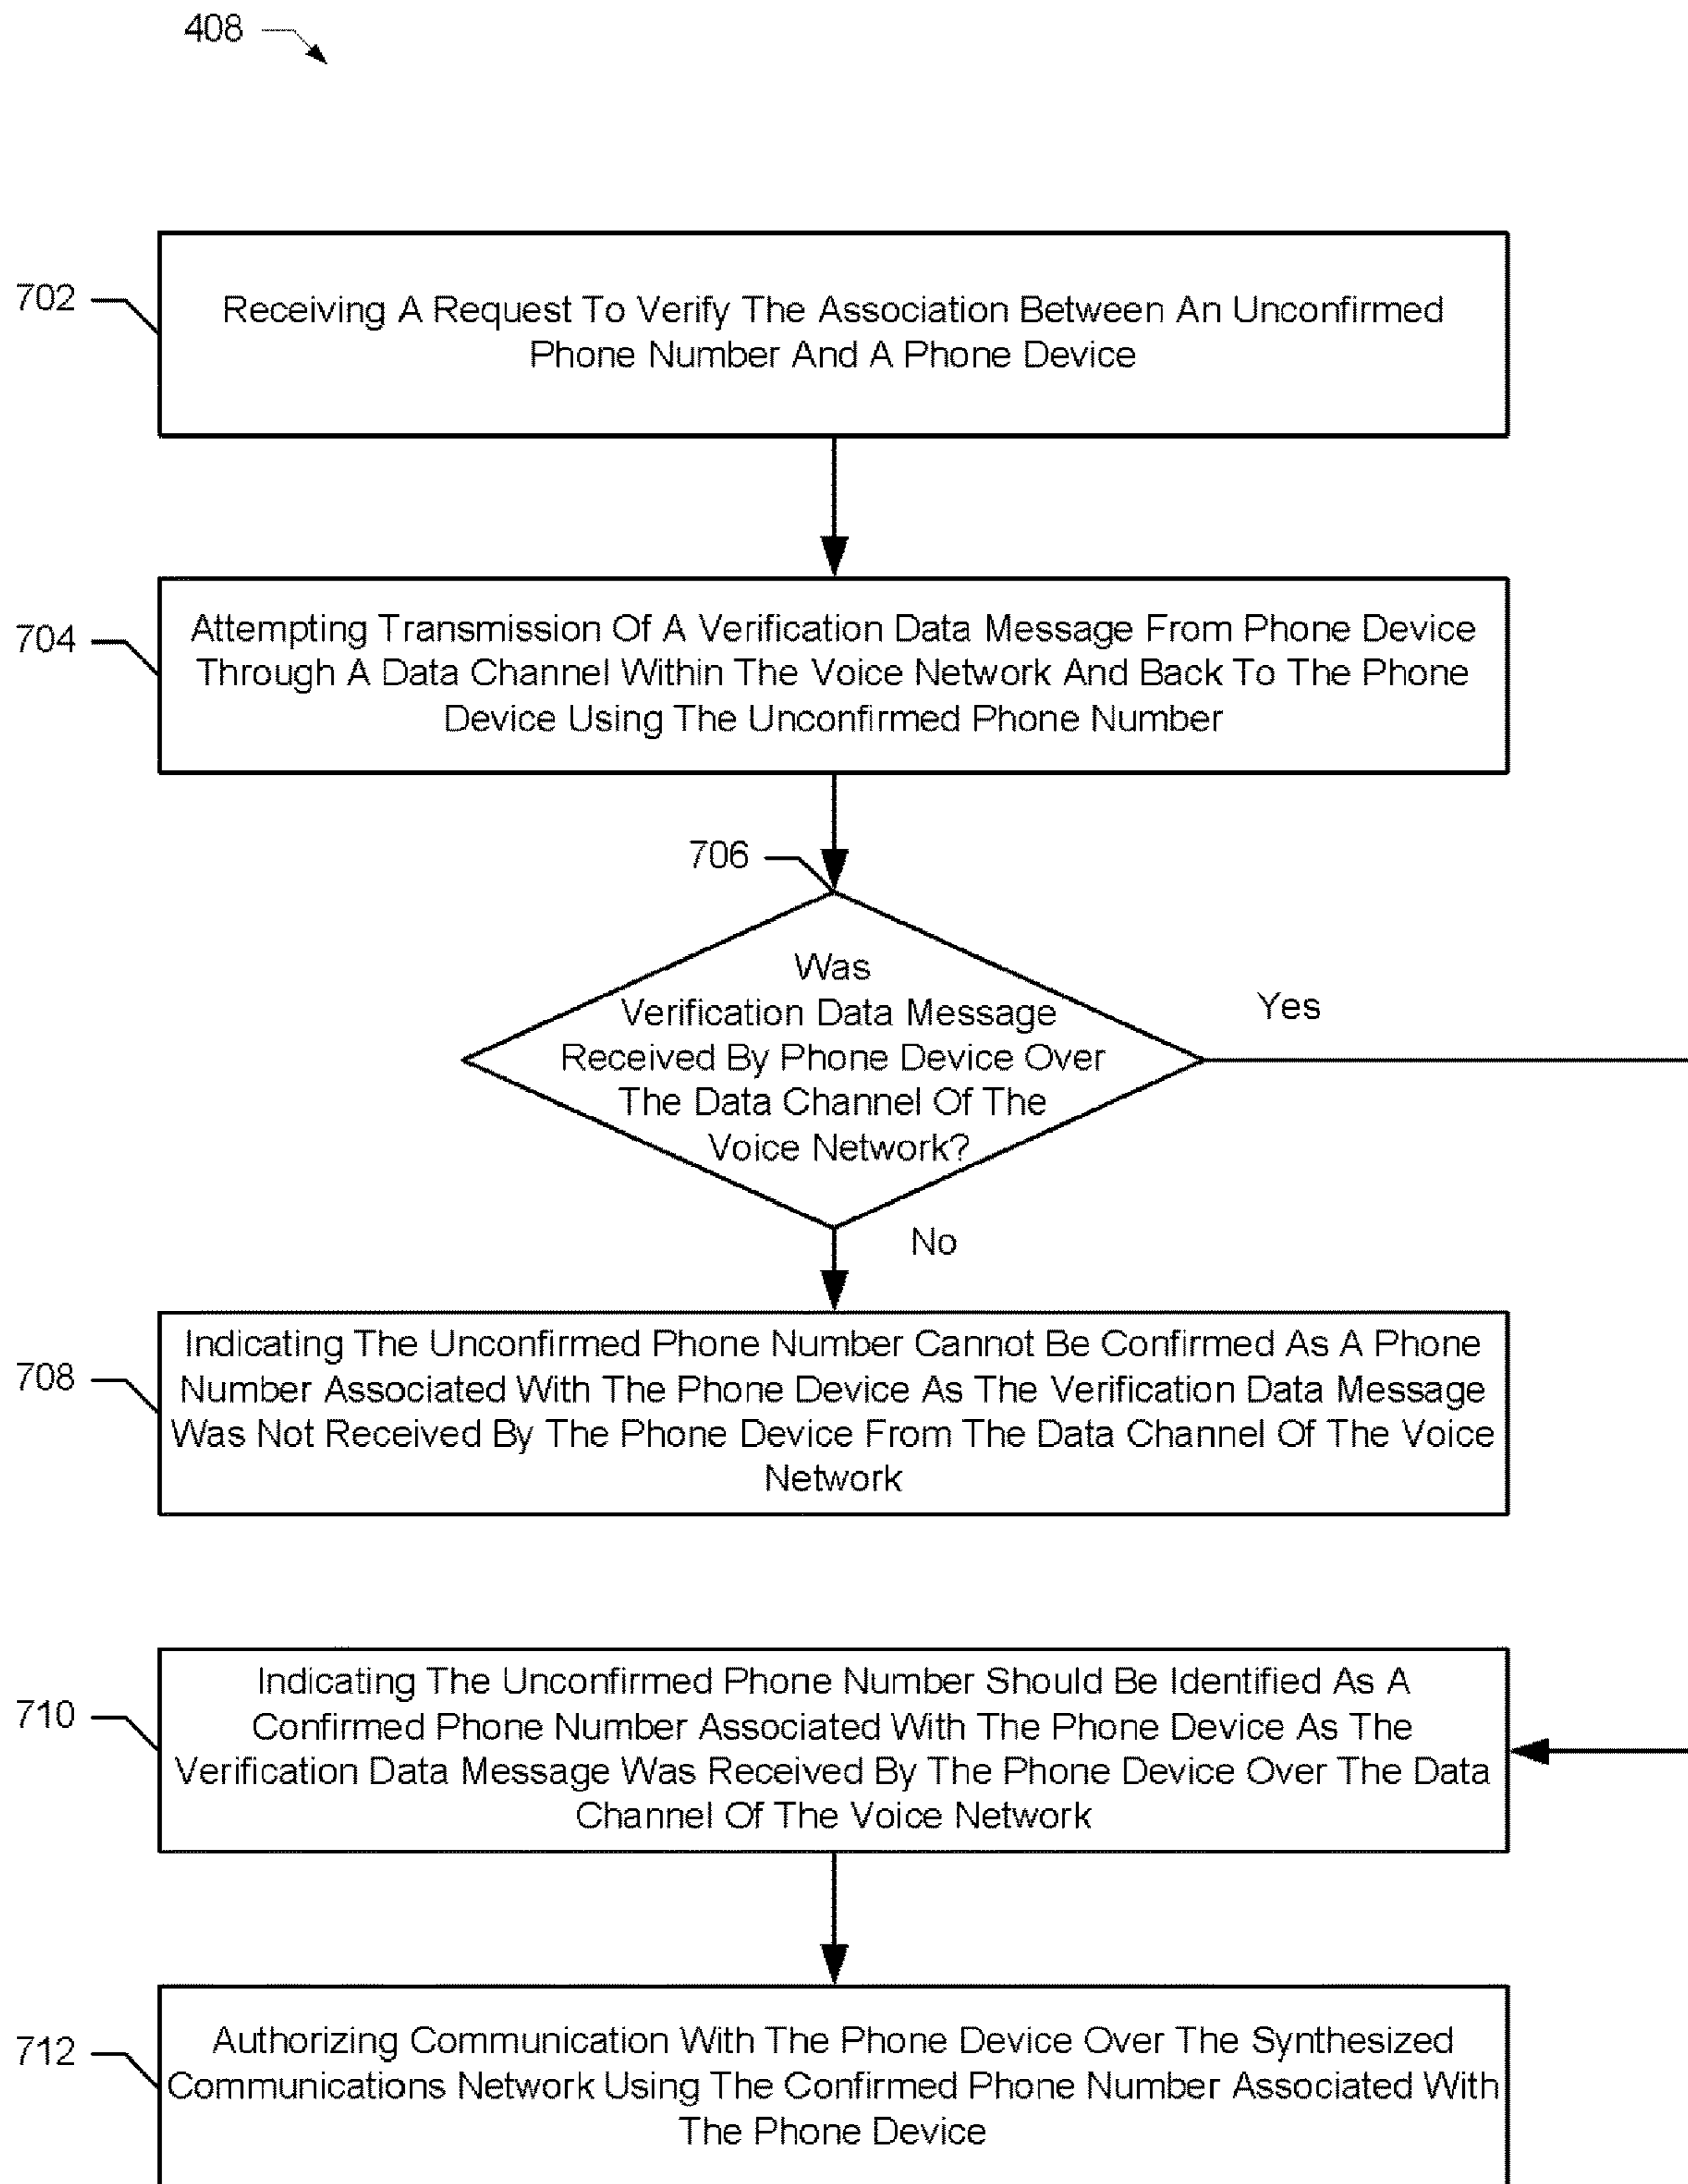 408
702
Receiving A Request To Verify The Association Between An Unconfirmed
Phone Number And A Phone Device
704
Attempting Transmission Of A Verification Data Message From Phone Device
Through A Data Channel Within The Voice Network And Back To The Phone
Device Using The Unconfirmed Phone Number
706
Was
Verification Data Message
Received By Phone Device Over
The Data Channel Of The
Voice Network?
Yes
No
708
Indicating The Unconfirmed Phone Number Cannot Be Confirmed As A Phone
Number Associated With The Phone Device As The Verification Data Message
Was Not Received By The Phone Device From The Data Channel Of The Voice
Network
710
Indicating The Unconfirmed Phone Number Should Be Identified As A
Confirmed Phone Number Associated With The Phone Device As The
Verification Data Message Was Received By The Phone Device Over The Data
Channel Of The Voice Network
712
Authorizing Communication With The Phone Device Over The Synthesized
Communications Network Using The Confirmed Phone Number Associated With
The Phone Device